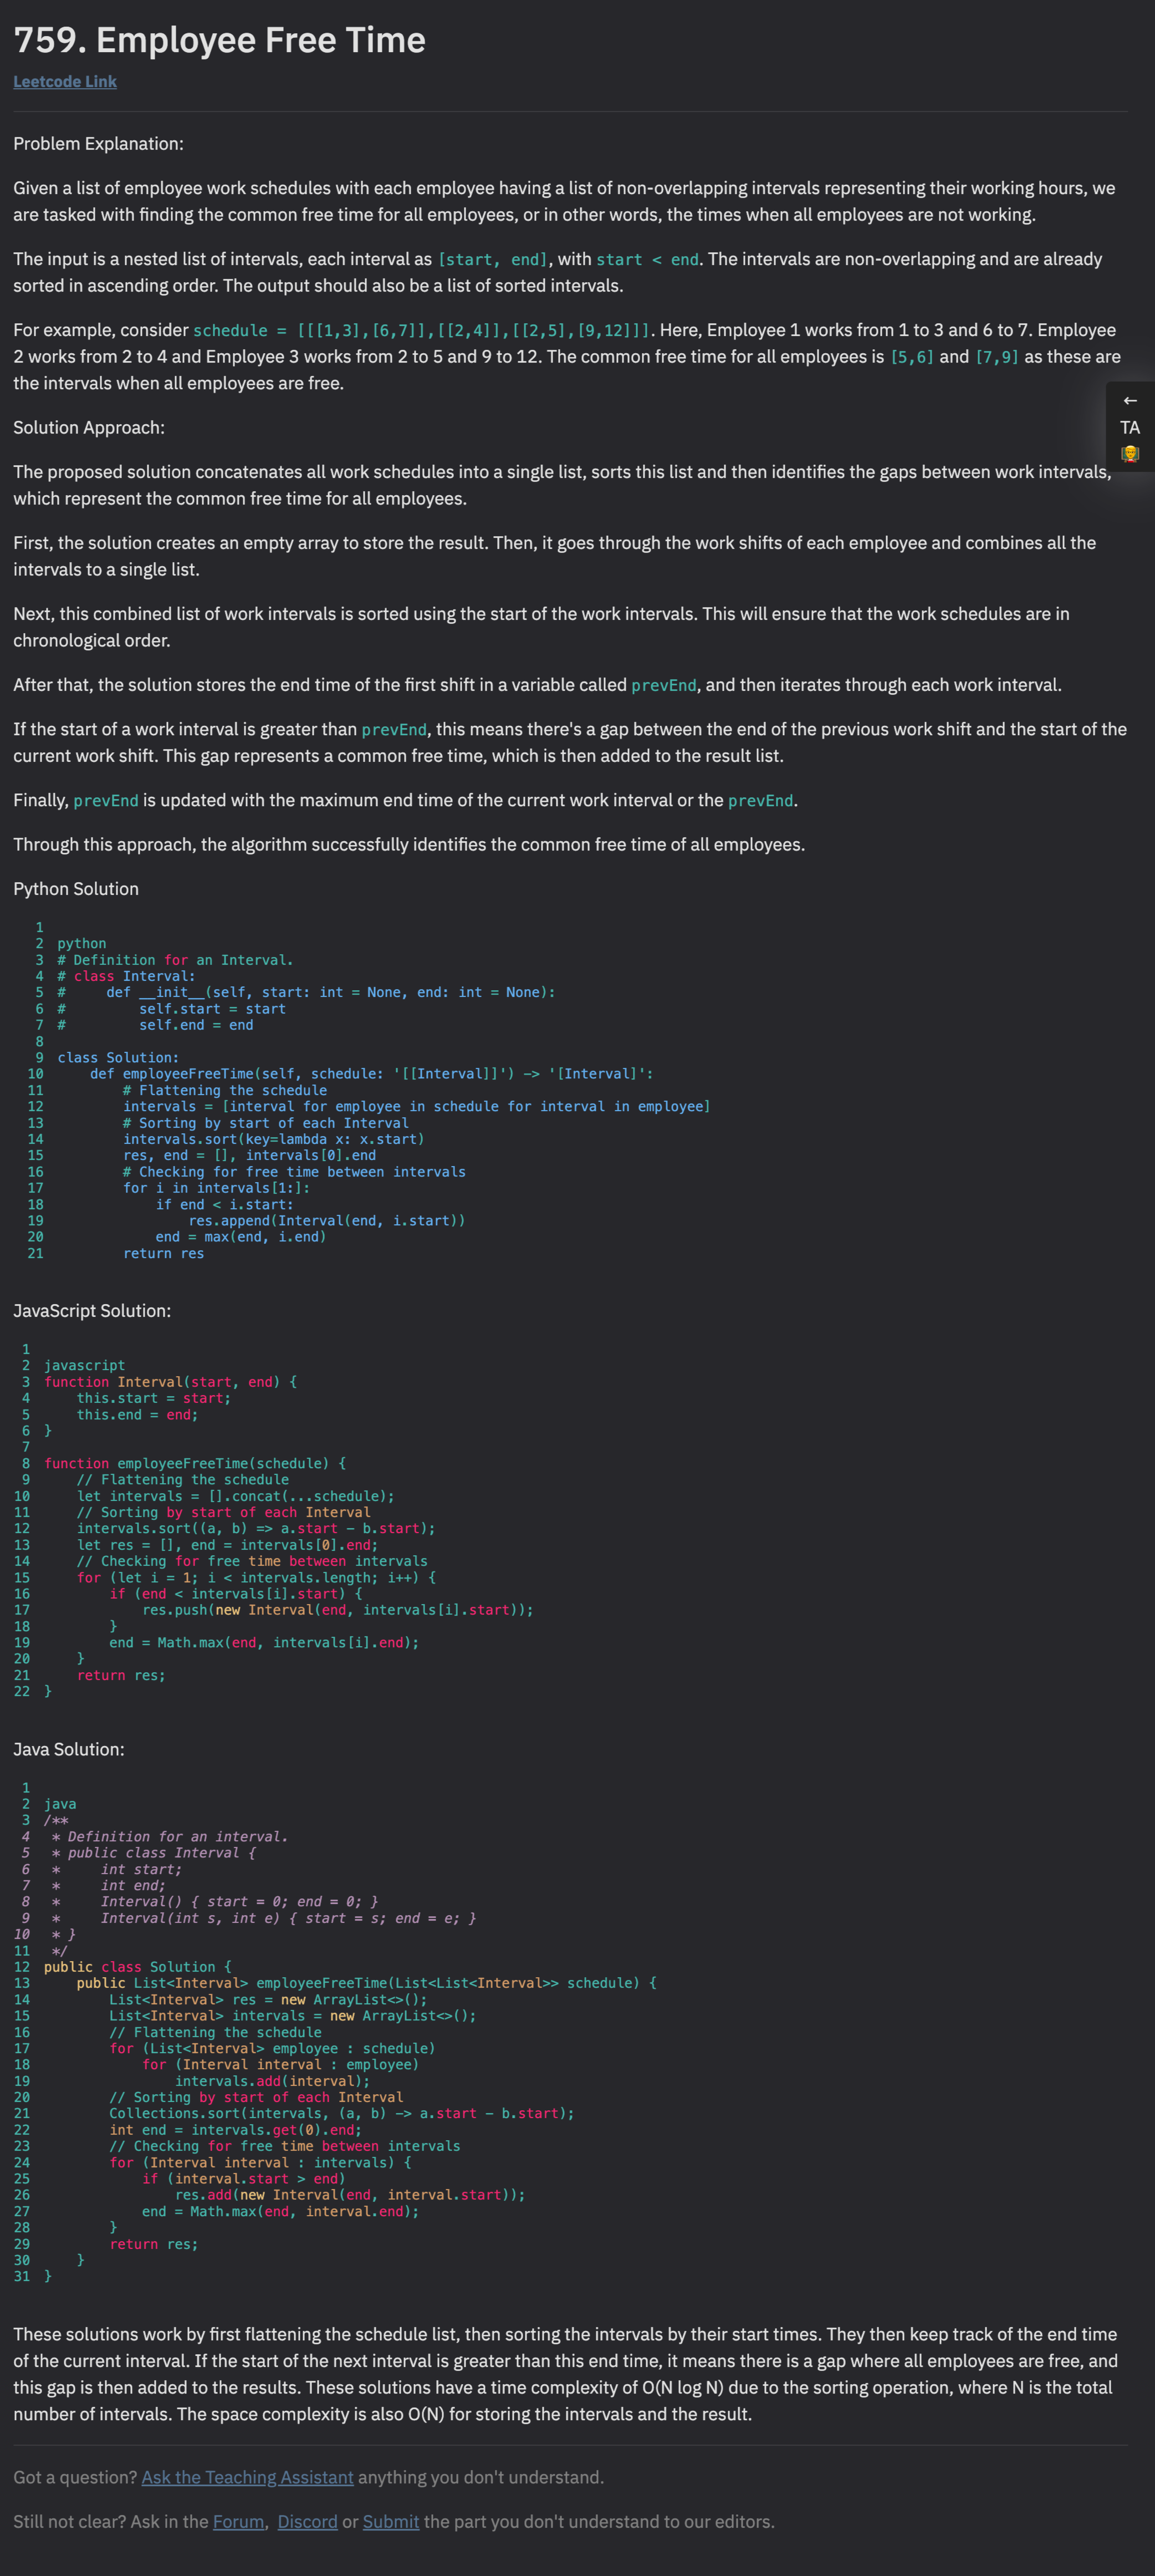 759. Employee Free Time
Leetcode Link
Problem Explanation:
Given a list of employee work schedules with each employee having a list of non-overlapping intervals representing their working hours, we
are tasked with finding the common free time for all employees, or in other words, the times when all employees are not working.
The input is a nested list of intervals, each interval as [start, end], with start < end. The intervals are non-overlapping and are already
sorted in ascending order. The output should also be a list of sorted intervals.
For example, consider schedule = [[[1,3],[6,7]],[[2,4]],[[2,5],[9,12]]]. Here, Employee 1 works from 1 to 3 and 6 to 7. Employee
2 works from 2 to 4 and Employee 3 works from 2 to 5 and 9 to 12. The common free time for all employees is [5,6] and [7,9] as these are
the intervals when all employees are free.
←
TA
Solution Approach:
The proposed solution concatenates all work schedules into a single list, sorts this list and then identifies the gaps between work intervals,
which represent the common free time for all employees.
First, the solution creates an empty array to store the result. Then, it goes through the work shifts of each employee and combines all the
intervals to a single list.
Next, this combined list of work intervals is sorted using the start of the work intervals. This will ensure that the work schedules are in
chronological order.
After that, the solution stores the end time of the first shift in a variable called prevEnd, and then iterates through each work interval.
If the start of a work interval is greater than prevEnd, this means there's a gap between the end of the previous work shift and the start of the
current work shift. This gap represents a common free time, which is then added to the result list.
Finally, prevEnd is updated with the maximum end time of the current work interval or the prevEnd.
Through this approach, the algorithm successfully identifies the common free time of all employees.
Python Solution
1
2 python
3 # Definition for an Interval.
4 # class Interval:
5 #     def __init__(self, start: int = None, end: int = None):
6 #         self.start = start
7 #         self.end = end
8
9 class Solution:
10     def employeeFreeTime(self, schedule: '[[Interval]]') -> '[Interval]':
11         # Flattening the schedule
12         intervals = [interval for employee in schedule for interval in employee]
13         # Sorting by start of each Interval
14         intervals.sort(key=lambda x: x.start)
15         res, end = [], intervals[0].end
16         # Checking for free time between intervals
17         for i in intervals[1:]:
18             if end < i.start:
19                 res.append(Interval(end, i.start))
20             end = max(end, i.end)
21         return res
JavaScript Solution:
1
2 javascript
3 function Interval(start, end) {
4     this.start = start;
5     this.end = end;
6 }
7
8 function employeeFreeTime(schedule) {
9     // Flattening the schedule
10     let intervals = [].concat(...schedule);
11     // Sorting by start of each Interval
12     intervals.sort((a, b) => a.start - b.start);
13     let res = [], end = intervals[0].end;
14     // Checking for free time between intervals
15     for (let i = 1; i < intervals.length; i++) {
16         if (end < intervals[i].start) {
17             res.push(new Interval(end, intervals[i].start));
18         }
19         end = Math.max(end, intervals[i].end);
20     }
21     return res;
22 }
Java Solution:
1
2 java
3 /**
4  * Definition for an interval.
5  * public class Interval {
6  *     int start;
7  *     int end;
8  *     Interval() { start = 0; end = 0; }
9  *     Interval(int s, int e) { start = s; end = e; }
10  * }
11  */
12 public class Solution {
13     public List<Interval> employeeFreeTime(List<List<Interval>> schedule) {
14         List<Interval> res = new ArrayList<>();
15         List<Interval> intervals = new ArrayList<>();
16         // Flattening the schedule
17         for (List<Interval> employee : schedule)
18             for (Interval interval : employee)
19                 intervals.add(interval);
20         // Sorting by start of each Interval
21         Collections.sort(intervals, (a, b) -> a.start - b.start);
22         int end = intervals.get(0).end;
23         // Checking for free time between intervals
24         for (Interval interval : intervals) {
25             if (interval.start > end)
26                 res.add(new Interval(end, interval.start));
27             end = Math.max(end, interval.end);
28         }
29         return res;
30     }
31 }
These solutions work by first flattening the schedule list, then sorting the intervals by their start times. They then keep track of the end time
of the current interval. If the start of the next interval is greater than this end time, it means there is a gap where all employees are free, and
this gap is then added to the results. These solutions have a time complexity of O(N log N) due to the sorting operation, where N is the total
number of intervals. The space complexity is also O(N) for storing the intervals and the result.
Got a question? Ask the Teaching Assistant anything you don't understand.
Still not clear? Ask in the Forum, Discord or Submit the part you don't understand to our editors.